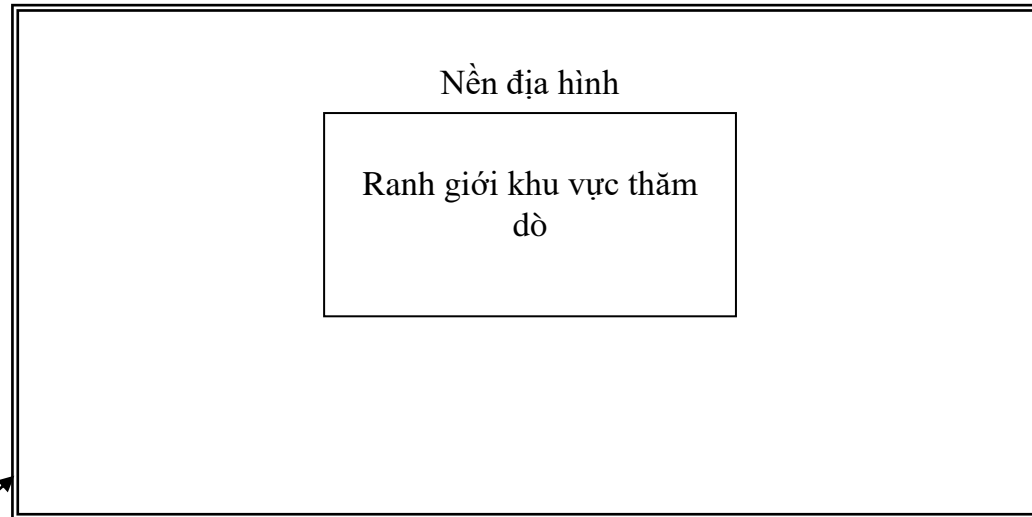 Nền địa hình
Ranh giới khu vực thăm
dò